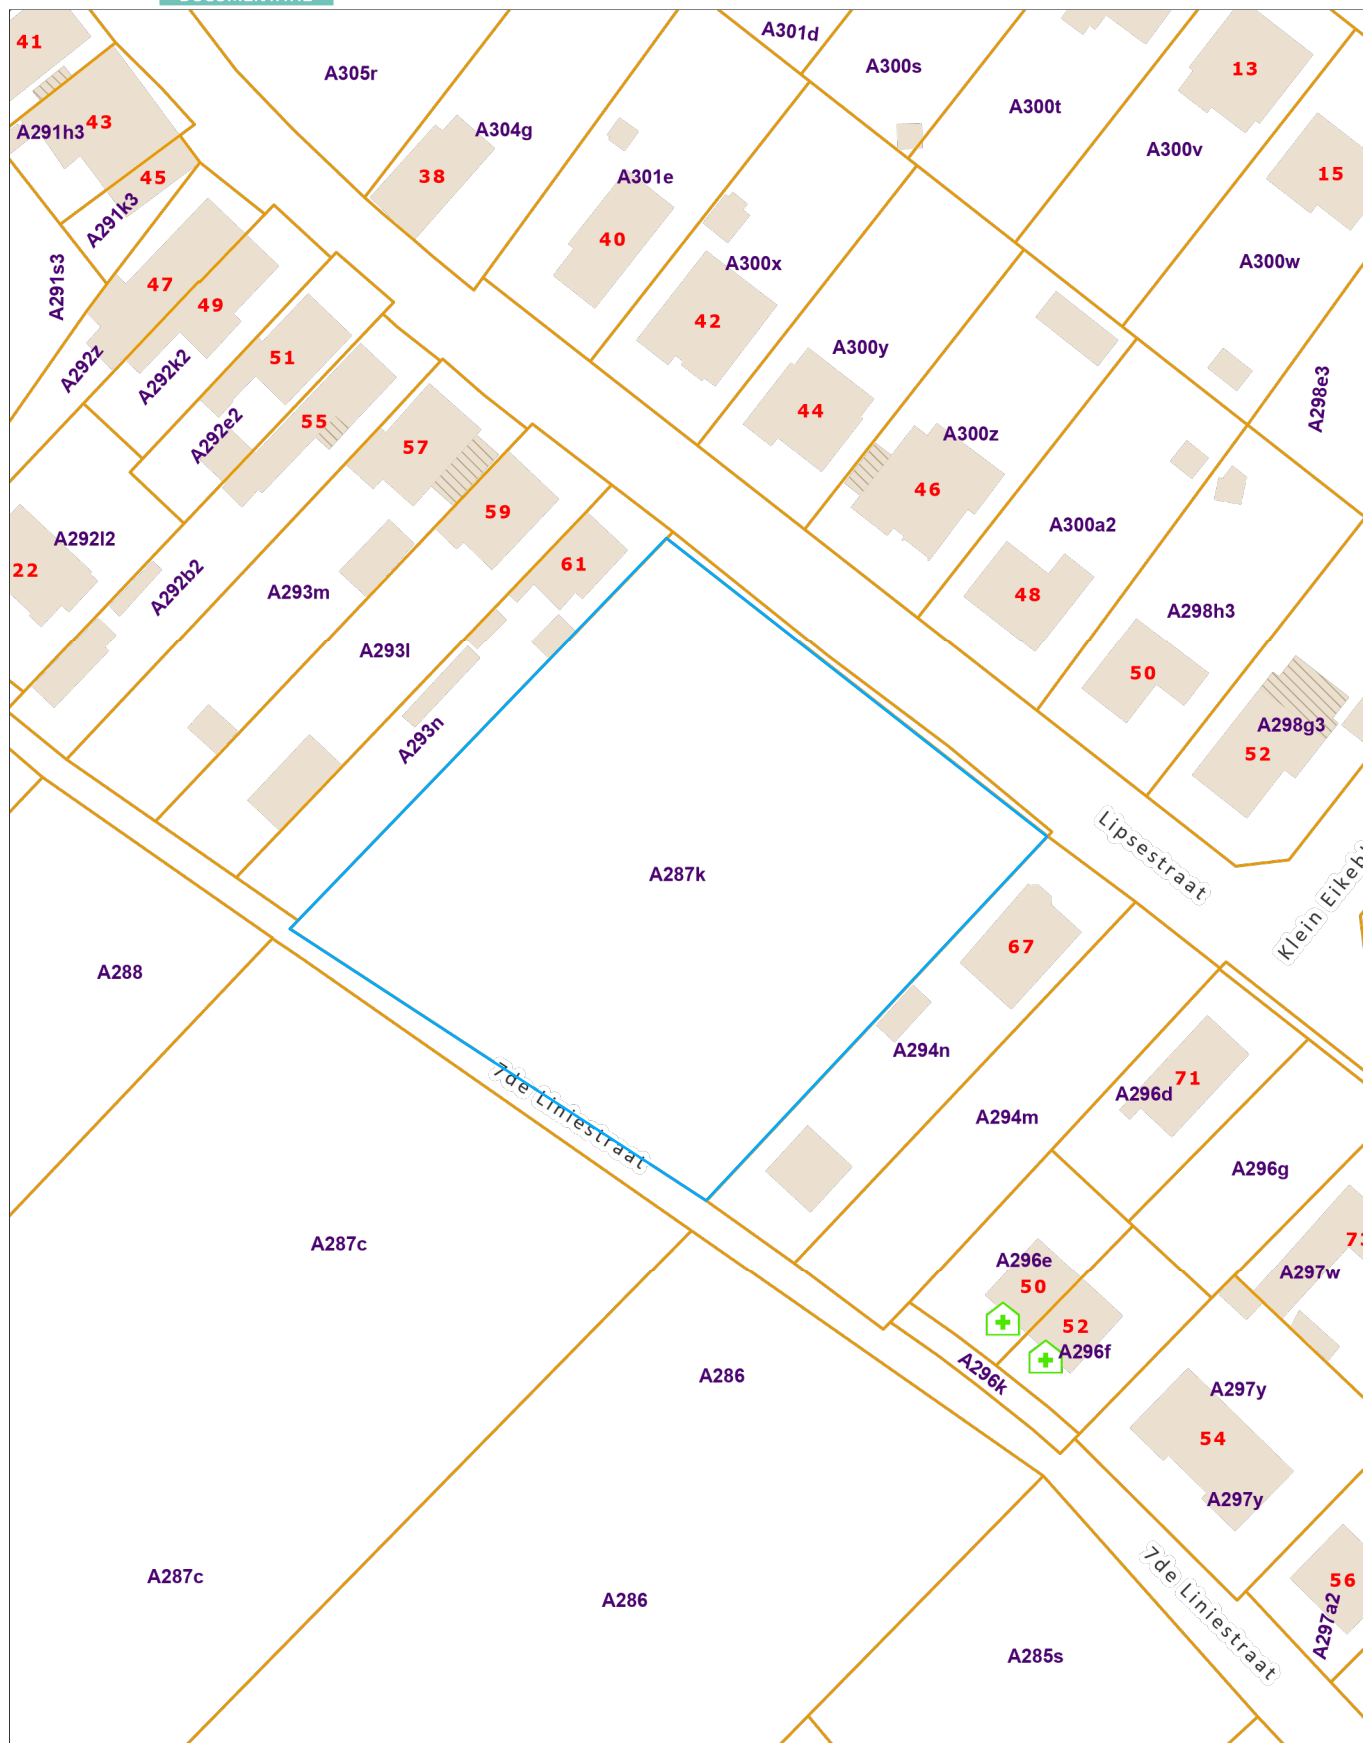 A301d
41
A305r
A300s
13
A300t
A291h3
43
A304g
A300v
15
45
38
A301e
A291k3
40
A300x
A300w
A291s3
47
49
42
A300y
51
A292z
A292k2
44
A298e3
55
A292e2
57
A300z
46
59
A300a2
A292l2
22
61
A292b2
A293m
48
A298h3
A293l
50
A298g3
A293n
52
Lipsestraat
A287k
Klein Eikeb
67
A288
A294n
7de Liniestraat
71
A296d
A294m
A296g
A287c
A296e
50
A297w
52
A296f
A296k
A286
A297y
54
A297y
7de Liniestraat
A287c
A286
56
A297a2
A285s